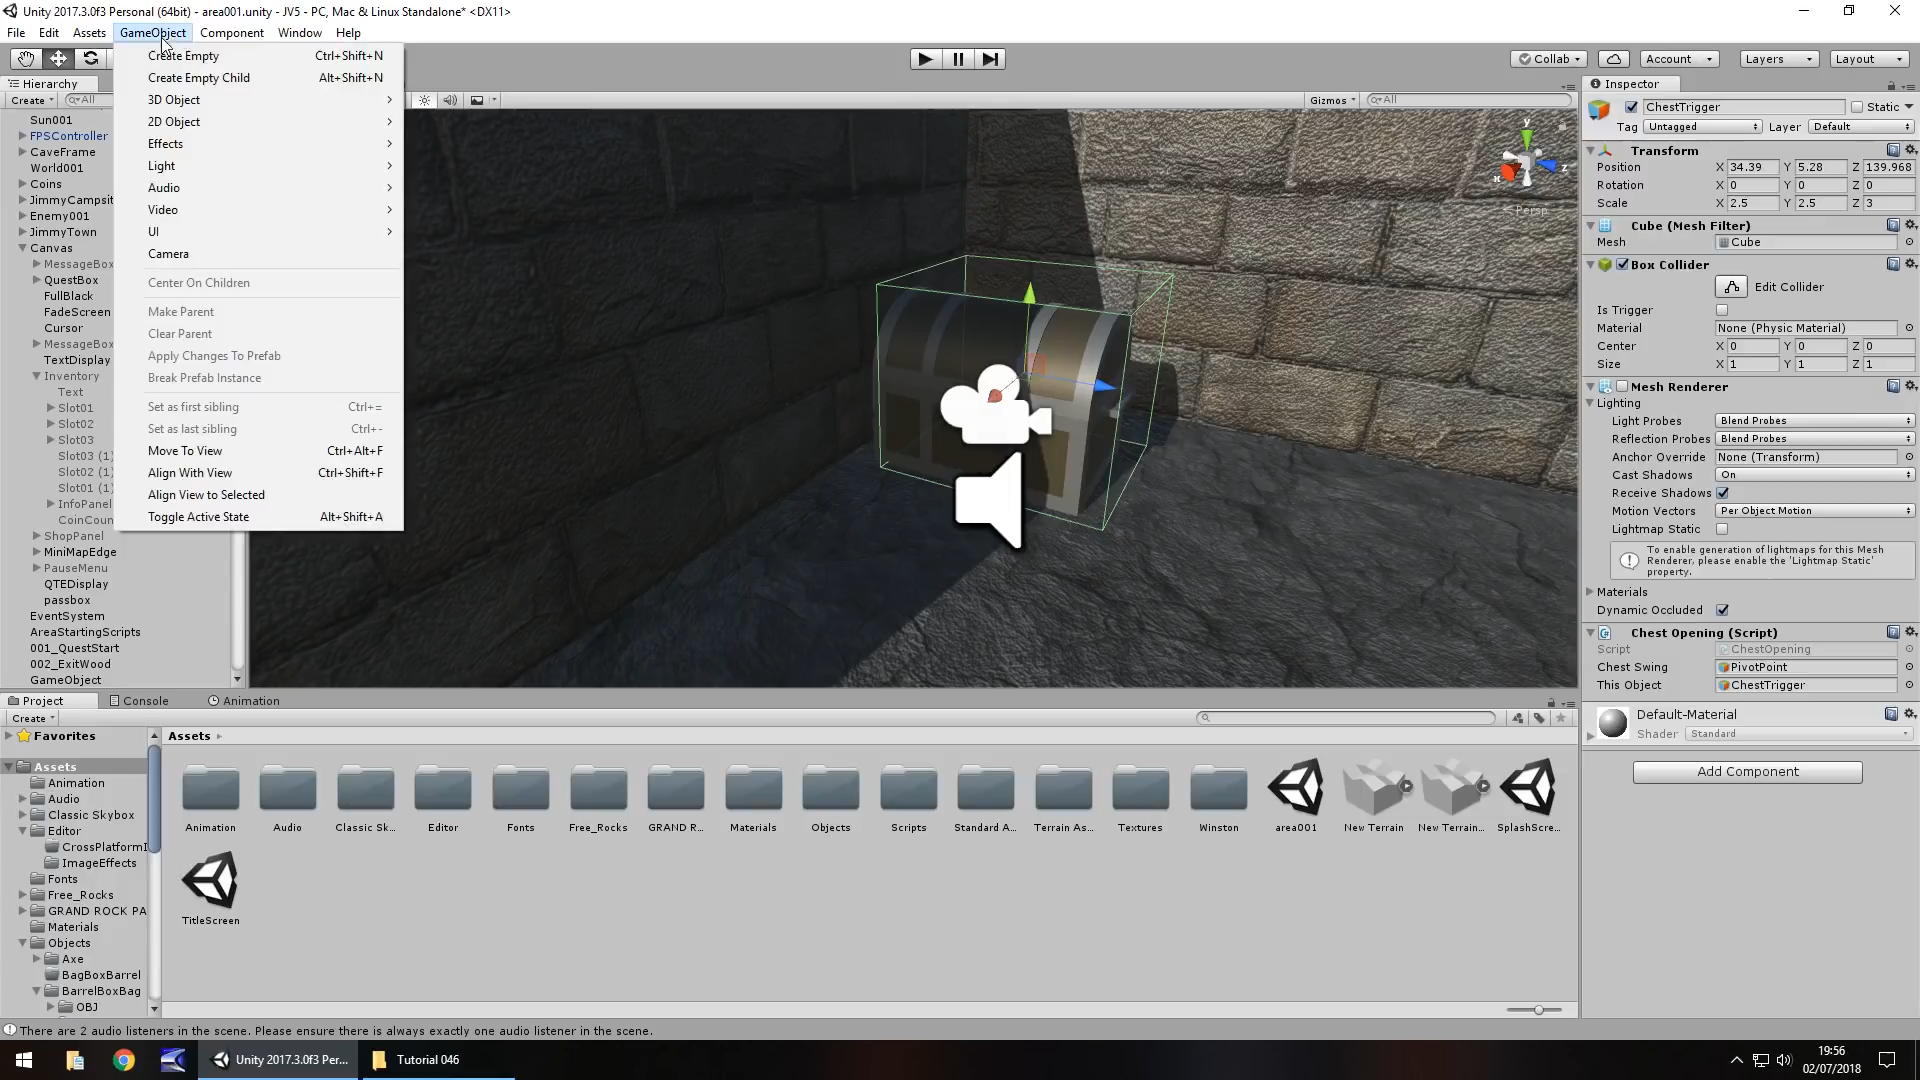 Unity 2017.3.0f3 Personal (64bit) - area001.unity - JV5 - PC, Mac & Linux Standalone* <DX11>
File Edit Assets GameObject Component Window Help
Collab Account Layers Layout
Hierarchy
Create All
Gizmos All
Create Empty Ctrl+Shift+N
Create Empty Child Alt+Shift+N
3D Object
2D Object
Effects
Light
Audio
Video
UI
Camera
Center On Children
Make Parent
Clear Parent
Apply Changes To Prefab
Break Prefab Instance
Set as first sibling Ctrl+=
Set as last sibling Ctrl+-
Move To View Ctrl+Alt+F
Align With View Ctrl+Shift+F
Align View to Selected
Toggle Active State Alt+Shift+A
Sun001
FPSController
CaveFrame
World001
Coins
JimmyCampsit
Enemy001
JimmyTown
Canvas
MessageBox
QuestBox
FullBlack
FadeScreen
Cursor
MessageBox
TextDisplay
Inventory
Text
Slot01
Slot02
Slot03
Slot03 (1)
Slot02 (1)
Slot01 (1)
InfoPanel
CoinCoun
ShopPanel
MiniMapEdge
PauseMenu
QTEDisplay
passbox
EventSystem
AreaStartingScripts
001_QuestStart
002_ExitWood
GameObject
y
x
z
Persp
Inspector
ChestTrigger Static
Tag Untagged Layer Default
Transform
Position X 34.39 Y 5.28 Z 139.968
Rotation X 0 Y 0 Z 0
Scale X 2.5 Y 2.5 Z 3
Cube (Mesh Filter)
Mesh Cube
Box Collider
Edit Collider
Is Trigger
Material None (Physic Material)
Center X 0 Y 0 Z 0
Size X 1 Y 1 Z 1
Mesh Renderer
Lighting
Light Probes Blend Probes
Reflection Probes Blend Probes
Anchor Override None (Transform)
Cast Shadows On
Receive Shadows
Motion Vectors Per Object Motion
Lightmap Static
To enable generation of lightmaps for this Mesh
Renderer, please enable the 'Lightmap Static'
property.
Materials
Dynamic Occluded
Chest Opening (Script)
Script ChestOpening
Chest Swing PivotPoint
This Object ChestTrigger
Default-Material
Shader Standard
Add Component
Project Console Animation
Create
Favorites
Assets
Animation
Audio
Classic Skybox
Editor
CrossPlatformI
ImageEffects
Fonts
Free_Rocks
GRAND ROCK PA
Materials
Objects
Axe
BagBoxBarrel
BarrelBoxBag
OBJ
Assets
Animation Audio Classic Sk... Editor Fonts Free_Rocks GRAND R... Materials Objects Scripts Standard A... Terrain As... Textures Winston area001 New Terrain New Terrain... SplashScre...
TitleScreen
There are 2 audio listeners in the scene. Please ensure there is always exactly one audio listener in the scene.
Unity 2017.3.0f3 Per... Tutorial 046
19:56
02/07/2018